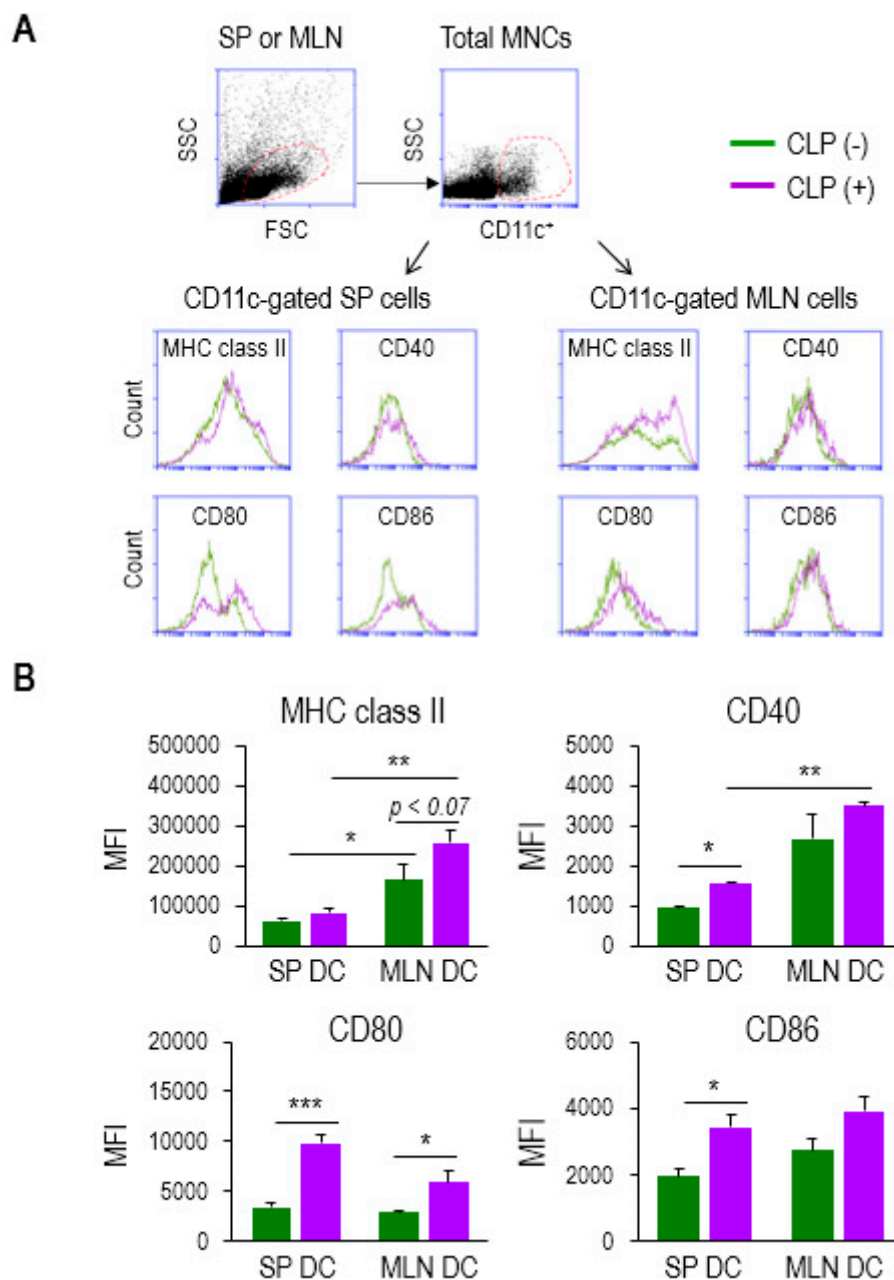 A
SP or MLN
Total MNCs
SSC
FSC
SSC
CD11c⁺
CLP (-)
CLP (+)
CD11c-gated SP cells
CD11c-gated MLN cells
Count
MHC class II
CD40
MHC class II
CD40
Count
CD80
CD86
CD80
CD86
B
MHC class II
MFI
500000
400000
300000
200000
100000
0
**
*
p < 0.07
SP DC
MLN DC
CD40
MFI
5000
4000
3000
2000
1000
0
*
**
SP DC
MLN DC
CD80
MFI
20000
15000
10000
5000
0
***
*
SP DC
MLN DC
CD86
MFI
6000
4000
2000
0
*
SP DC
MLN DC